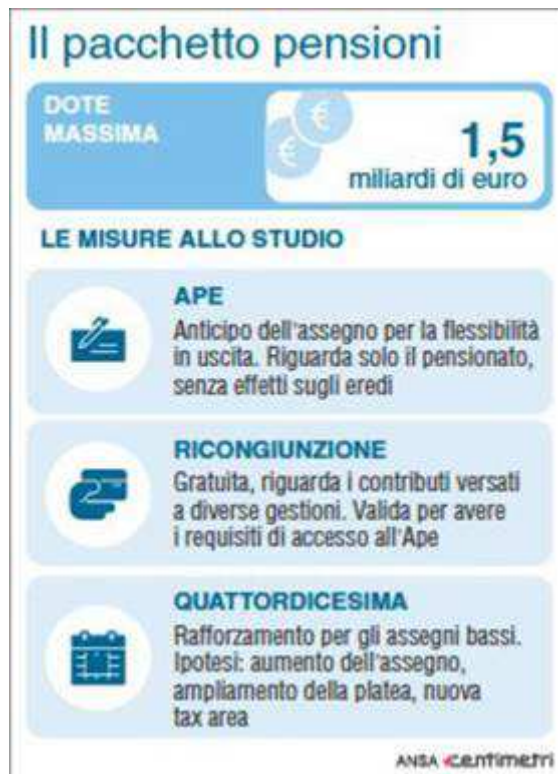 Il pacchetto pensioni
DOTE
MASSIMA
€
€
1,5
miliardi di euro
LE MISURE ALLO STUDIO
APE
Anticipo dell'assegno per la flessibilità
in uscita. Riguarda solo il pensionato,
senza effetti sugli eredi
RICONGIUNZIONE
Gratuita, riguarda i contributi versati
a diverse gestioni. Valida per avere
i requisiti di accesso all'Ape
QUATTORDICESIMA
Rafforzamento per gli assegni bassi.
Ipotesi: aumento dell'assegno,
ampliamento della platea, nuova
tax area
ANSA centimetri